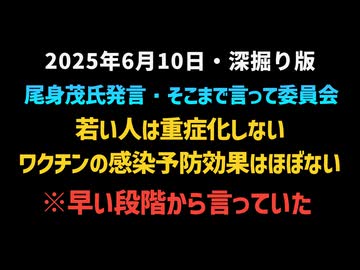 2025年6月10日・深掘り版
尾身茂氏発言・そこまで言って委員会
若い人は重症化しない
ワクチンの感染予防効果はほぼない
※早い段階から言っていた